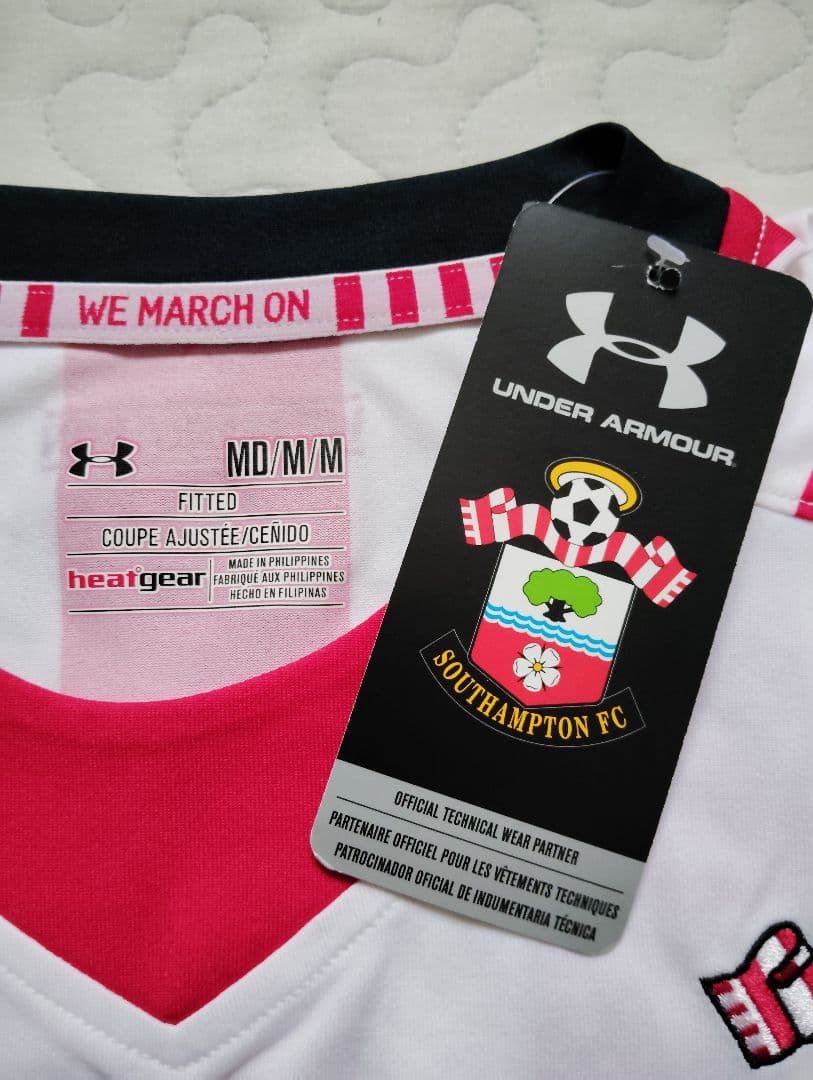 WE MARCH ON
MD/M/M
FITTED
COUPE AJUSTÉE/CEÑIDO
heatgear
MADE IN PHILIPPINES
FABRIQUÉ AUX PHILIPPINES
HECHO EN FILIPINAS
UNDER ARMOUR
SOUTHAMPTON FC
OFFICIAL TECHNICAL WEAR PARTNER
PARTENAIRE OFFICIEL POUR LES VÊTEMENTS TECHNIQUES
PATROCINADOR OFICIAL DE INDUMENTARIA TÉCNICA